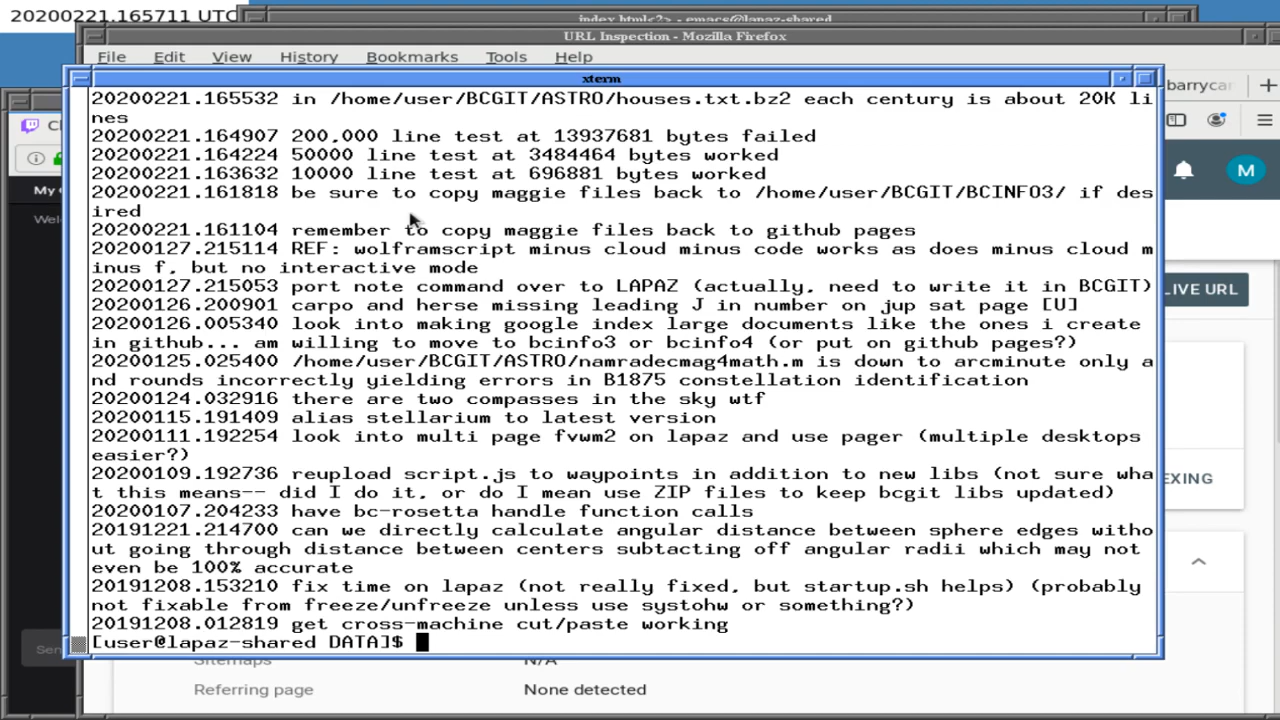 20200221.165711 UTC
index.html<2> - emacs@lapaz-shared
URL Inspection - Mozilla Firefox
File Edit View History Bookmarks Tools Help
xterm
barrycar
20200221.165532 in /home/user/BCGIT/ASTRO/houses.txt.bz2 each century is about 20K li
nes
20200221.164907 200,000 line test at 13937681 bytes failed
20200221.164224 50000 line test at 3484464 bytes worked
20200221.163632 10000 line test at 696881 bytes worked
20200221.161818 be sure to copy maggie files back to /home/user/BCGIT/BCINFO3/ if des
ired
20200221.161104 remember to copy maggie files back to github pages
20200127.215114 REF: wolframscript minus cloud minus code works as does minus cloud m
inus f, but no interactive mode
20200127.215053 port note command over to LAPAZ (actually, need to write it in BCGIT)
20200126.200901 carpo and herse missing leading J in number on jup sat page [U]
20200126.005340 look into making google index large documents like the ones i create
in github... am willing to move to bcinfo3 or bcinfo4 (or put on github pages?)
20200125.025400 /home/user/BCGIT/ASTRO/namradecmag4math.m is down to arcminute only a
nd rounds incorrectly yielding errors in B1875 constellation identification
20200124.032916 there are two compasses in the sky wtf
20200115.191409 alias stellarium to latest version
20200111.192254 look into multi page fvwm2 on lapaz and use pager (multiple desktops
easier?)
20200109.192736 reupload script.js to waypoints in addition to new libs (not sure wha
t this means-- did I do it, or do I mean use ZIP files to keep bcgit libs updated)
20200107.204233 have bc-rosetta handle function calls
20191221.214700 can we directly calculate angular distance between sphere edges witho
ut going through distance between centers subtacting off angular radii which may not
even be 100% accurate
20191208.153210 fix time on lapaz (not really fixed, but startup.sh helps) (probably
not fixable from freeze/unfreeze unless use systohw or something?)
20191208.012819 get cross-machine cut/paste working
[user@lapaz-shared DATA]$
Ch
My
Wel
M
LIVE URL
EXING
Sen
Sitemaps N/A
Referring page None detected